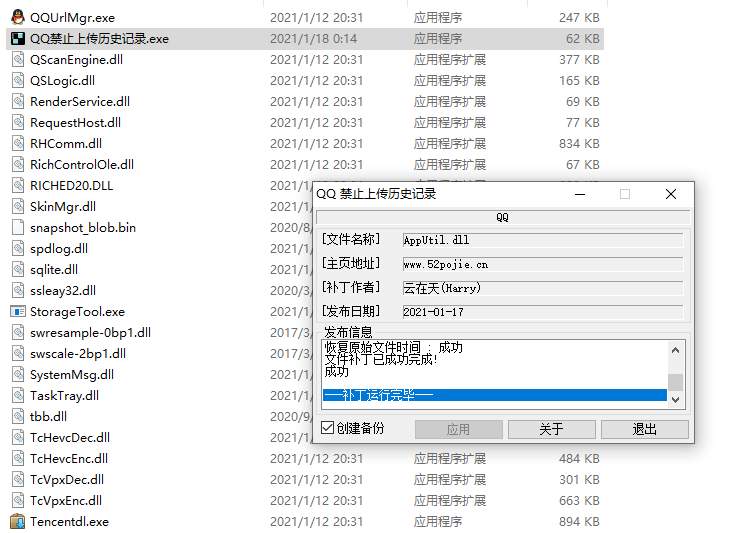 QQUrlMgr.exe 2021/1/12 20:31 应用程序 247 KB
QQ禁止上传历史记录.exe 2021/1/18 0:14 应用程序 62 KB
QScanEngine.dll 2021/1/12 20:31 应用程序扩展 377 KB
QSLogic.dll 2021/1/12 20:31 应用程序扩展 165 KB
RenderService.dll 2021/1/12 20:31 应用程序扩展 69 KB
RequestHost.dll 2021/1/12 20:31 应用程序扩展 77 KB
RHComm.dll 2021/1/12 20:31 应用程序扩展 834 KB
RichControlOle.dll 2021/1/12 20:31 应用程序扩展 67 KB
RICHED20.DLL 2021/1/1
SkinMgr.dll 2021/1/1
snapshot_blob.bin 2020/8/
spdlog.dll 2021/1/1
sqlite.dll 2021/1/1
ssleay32.dll 2020/3/
StorageTool.exe 2021/1/1
swresample-0bp1.dll 2017/3/
swscale-2bp1.dll 2017/3/
SystemMsg.dll 2021/1/1
TaskTray.dll 2021/1/1
tbb.dll 2020/9/
TcHevcDec.dll 2021/1/1
TcHevcEnc.dll 2021/1/12 20:31 应用程序扩展 484 KB
TcVpxDec.dll 2021/1/12 20:31 应用程序扩展 301 KB
TcVpxEnc.dll 2021/1/12 20:31 应用程序扩展 663 KB
Tencentdl.exe 2021/1/12 20:31 应用程序 894 KB
QQ 禁止上传历史记录
QQ
[文件名称] AppUtil.dll
[主页地址] www.52pojie.cn
[补丁作者] 云在天(Harry)
[发布日期] 2021-01-17
发布信息
恢复原始文件时间 : 成功
文件补丁已成功完成!
成功
——补丁运行完毕——
创建备份 应用 关于 退出